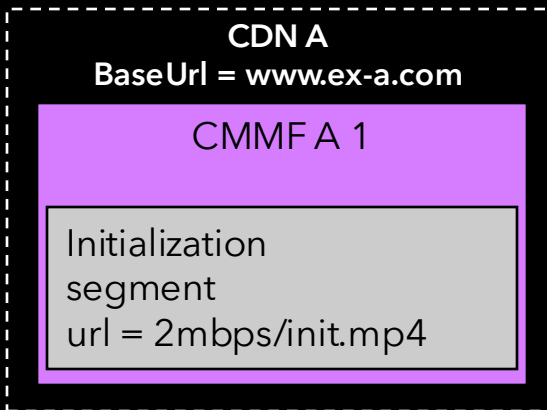 CDN A
BaseUrl = www.ex-a.com
CMMF A 1
Initialization
segment
url = 2mbps/init.mp4